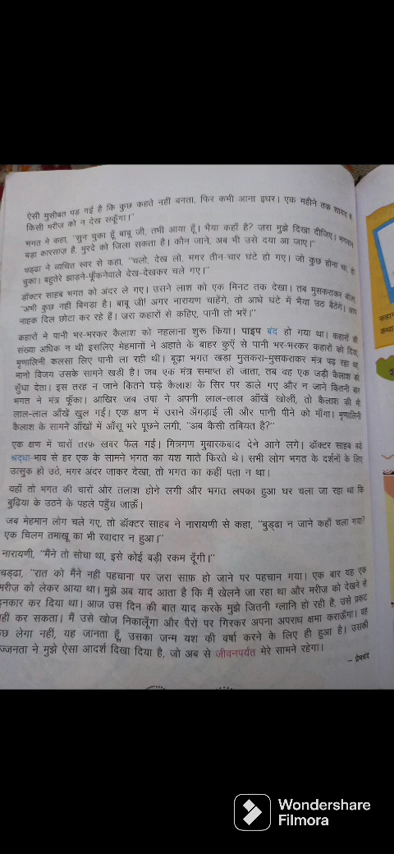 ऐसी मुसीबत पड़ गई है कि कुछ कहते नहीं बनता, फिर कभी आना इधर। एक महीने तक शायद मैं
किसी मरीज़ को न देख सकूँगा।"
भगत ने कहा, "सुन चुका हूँ बाबू जी, तभी आया हूँ। भैया कहाँ है? ज़रा मुझे दिखा दीजिए। भगवान
बड़ा कारसाज़ है, मुरदे को जिला सकता है। कौन जाने, अब भी उसे दया आ जाए।"
चड्ढा ने व्यथित स्वर से कहा, "चलो, देख लो, मगर तीन-चार घंटे हो गए। जो कुछ होना था, हो
चुका। बहुतेरे झाड़ने-फूँकनेवाले देख-देखकर चले गए।"
डॉक्टर साहब भगत को अंदर ले गए। उसने लाश को एक मिनट तक देखा। तब मुसकराकर बोला,
"अभी कुछ नहीं बिगड़ा है। बाबू जी! अगर नारायण चाहेंगे, तो आधे घंटे में भैया उठ बैठेंगे। आप
नाहक दिल छोटा कर रहे हैं। ज़रा कहारों से कहिए, पानी तो भरें।"
कहारों ने पानी भर-भरकर कैलाश को नहलाना शुरू किया। पाइप बंद हो गया था। कहारों की
संख्या अधिक न थी इसलिए मेहमानों ने अहाते के बाहर कुएँ से पानी भर-भरकर कहारों को दिया,
मृणालिनी कलसा लिए पानी ला रही थी। बूढ़ा भगत खड़ा मुसकरा-मुसकराकर मंत्र पढ़ रहा था,
मानो विजय उसके सामने खड़ी है। जब एक मंत्र समाप्त हो जाता, तब वह एक जड़ी कैलाश को
सुँघा देता। इस तरह न जाने कितने घड़े कैलाश के सिर पर डाले गए और न जाने कितनी बार
भगत ने मंत्र फूँका। आखिर जब उषा ने अपनी लाल-लाल आँखें खोलीं, तो कैलाश की भी
लाल-लाल आँखें खुल गईं। एक क्षण में उसने अँगड़ाई ली और पानी पीने को माँगा। मृणालिनी
कैलाश के सामने आँखों में आँसू भरे पूछने लगी, "अब कैसी तबियत है?"
एक क्षण में चारों तरफ़ खबर फैल गई। मित्रगण मुबारकबाद देने आने लगे। डॉक्टर साहब बड़े
श्रद्धा-भाव से हर एक के सामने भगत का यश गाते फिरते थे। सभी लोग भगत के दर्शनों के लिए
उत्सुक हो उठे, मगर अंदर जाकर देखा, तो भगत का कहीं पता न था।
यहाँ तो भगत की चारों ओर तलाश होने लगी और भगत लपका हुआ घर चला जा रहा था कि
बुढ़िया के उठने के पहले पहुँच जाऊँ।
जब मेहमान लोग चले गए, तो डॉक्टर साहब ने नारायणी से कहा, "बुड्ढा न जाने कहाँ चला गया?
एक चिलम तमाखू का भी रवादार न हुआ।"
नारायणी, "मैंने तो सोचा था, इसे कोई बड़ी रकम दूँगी।"
चड्ढा, "रात को मैंने नहीं पहचाना पर ज़रा साफ़ हो जाने पर पहचान गया। एक बार यह एक
मरीज़ को लेकर आया था। मुझे अब याद आता है कि मैं खेलने जा रहा था और मरीज़ को देखने से
इनकार कर दिया था। आज उस दिन की बात याद करके मुझे जितनी ग्लानि हो रही है, उसे प्रकट
नहीं कर सकता। मैं उसे खोज निकालूँगा और पैरों पर गिरकर अपना अपराध क्षमा कराऊँगा। वह
कुछ लेगा नहीं, यह जानता हूँ, उसका जन्म यश की वर्षा करने के लिए ही हुआ है। उसकी
सज्जनता ने मुझे ऐसा आदर्श दिखा दिया है, जो अब से जीवनपर्यंत मेरे सामने रहेगा।
– प्रेमचंद
Wondershare
Filmora